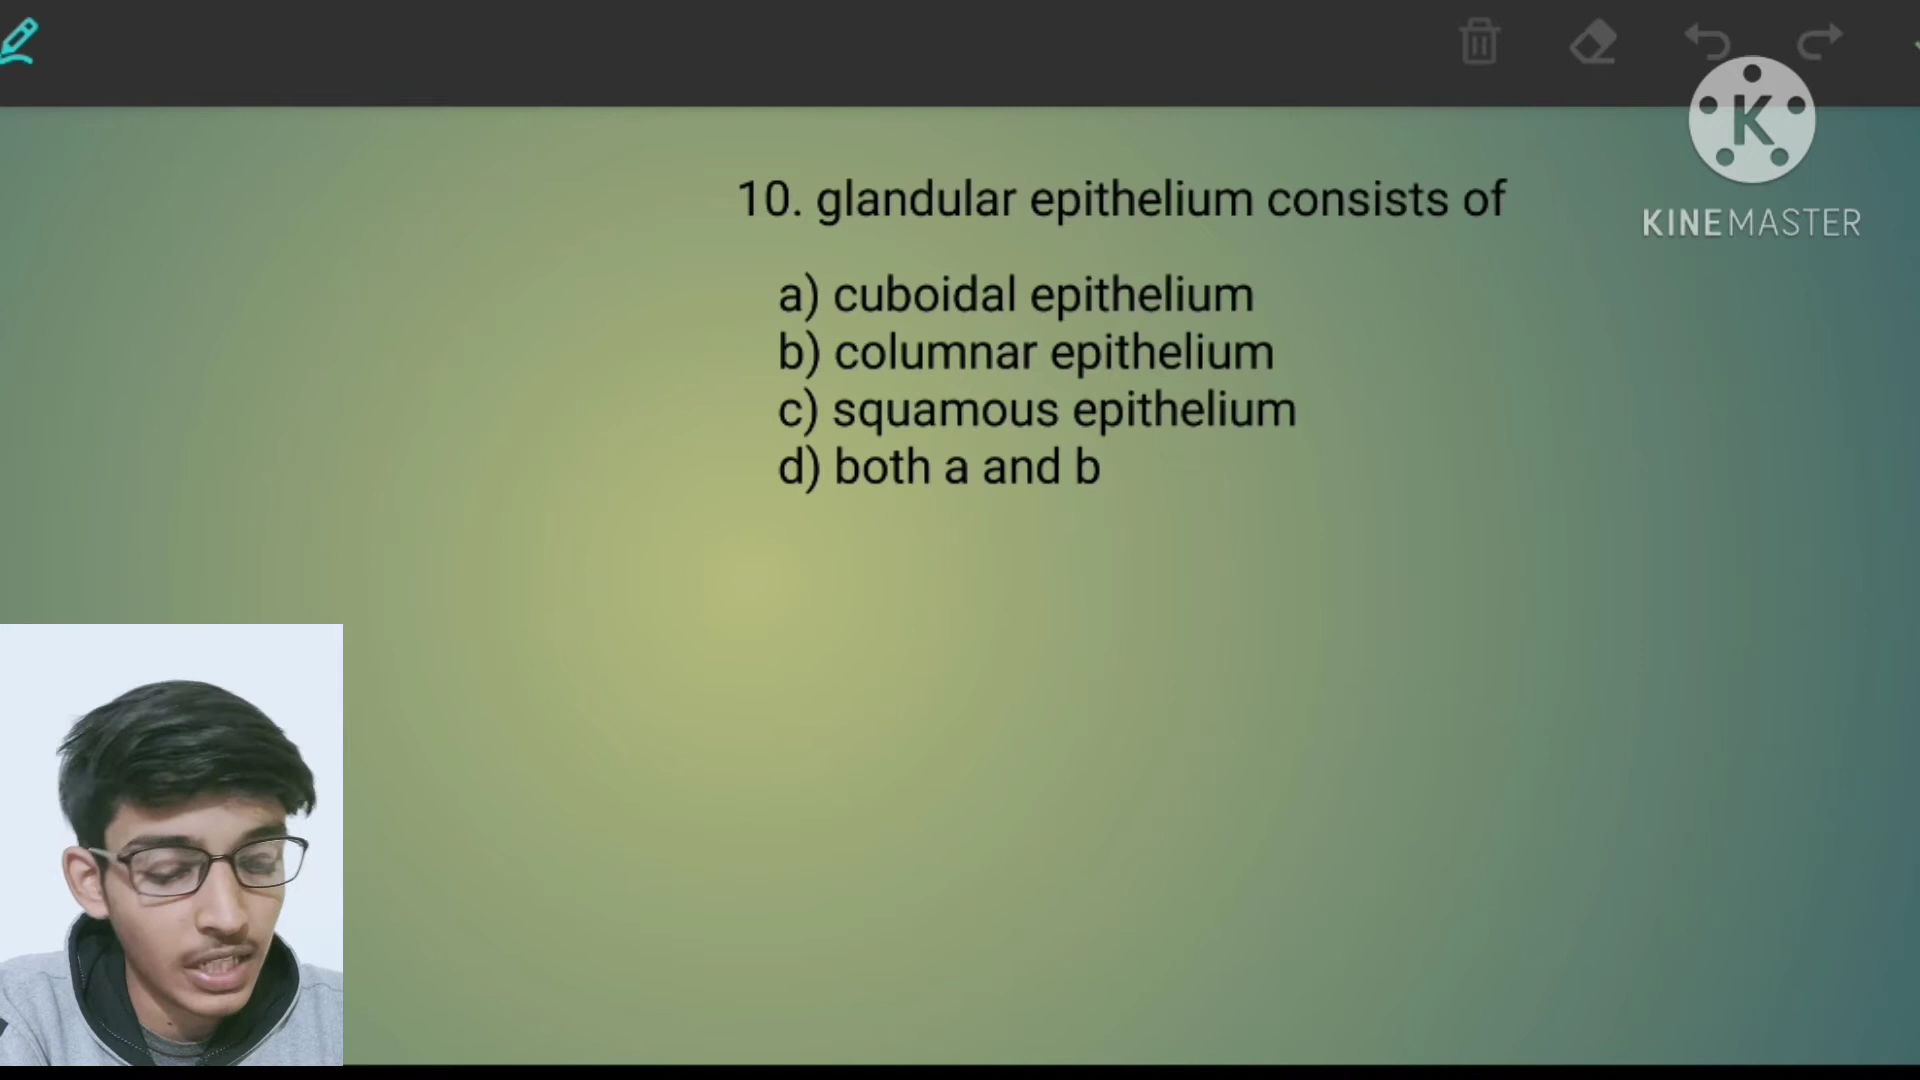 10. glandular epithelium consists of
a) cuboidal epithelium
b) columnar epithelium
c) squamous epithelium
d) both a and b
K
KINEMASTER